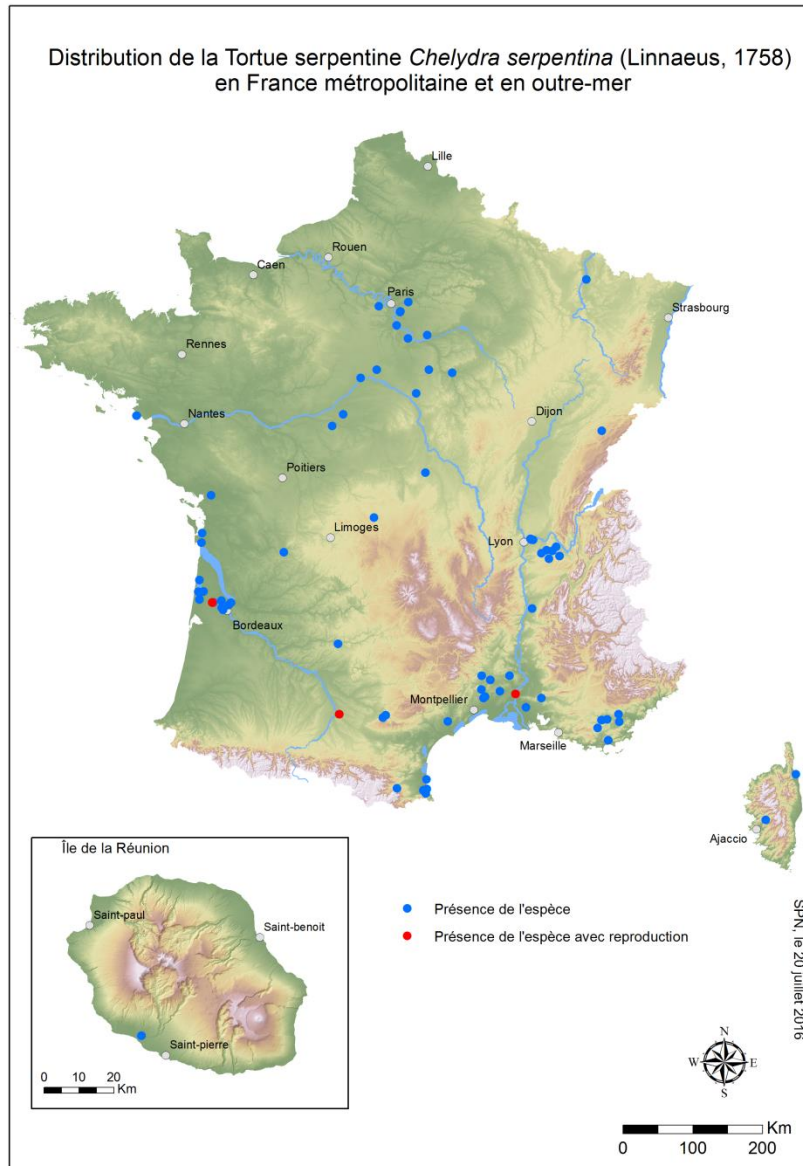 Distribution de la Tortue serpentine Chelydra serpentina (Linnaeus, 1758)
en France métropolitaine et en outre-mer
Lille
Rouen
Caen
Paris
Strasbourg
Rennes
Nantes
Dijon
Poitiers
Limoges
Lyon
Bordeaux
Montpellier
Marseille
Ajaccio
Île de la Réunion
Saint-paul
Saint-benoit
Saint-pierre
0 10 20
Km
Présence de l'espèce
Présence de l'espèce avec reproduction
SPN, le 20 juillet 2016
N
W E
S
Km
0 100 200